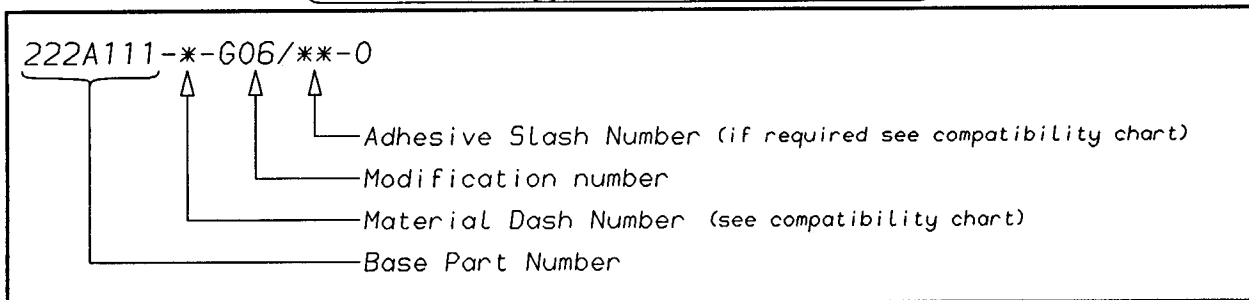 222A111-*-G06/**-0
Adhesive Slash Number (if required see compatibility chart)
Modification number
Material Dash Number (see compatibility chart)
Base Part Number